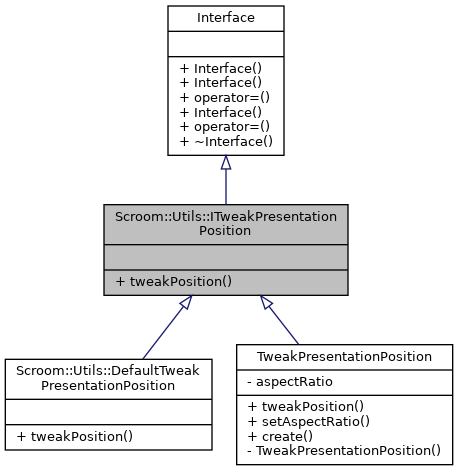 Interface
+ Interface()
+ Interface()
+ operator=()
+ Interface()
+ operator=()
+ ~Interface()
Scroom::Utils::ITweakPresentation
Position
+ tweakPosition()
Scroom::Utils::DefaultTweak
PresentationPosition
+ tweakPosition()
TweakPresentationPosition
- aspectRatio
+ tweakPosition()
+ setAspectRatio()
+ create()
- TweakPresentationPosition()